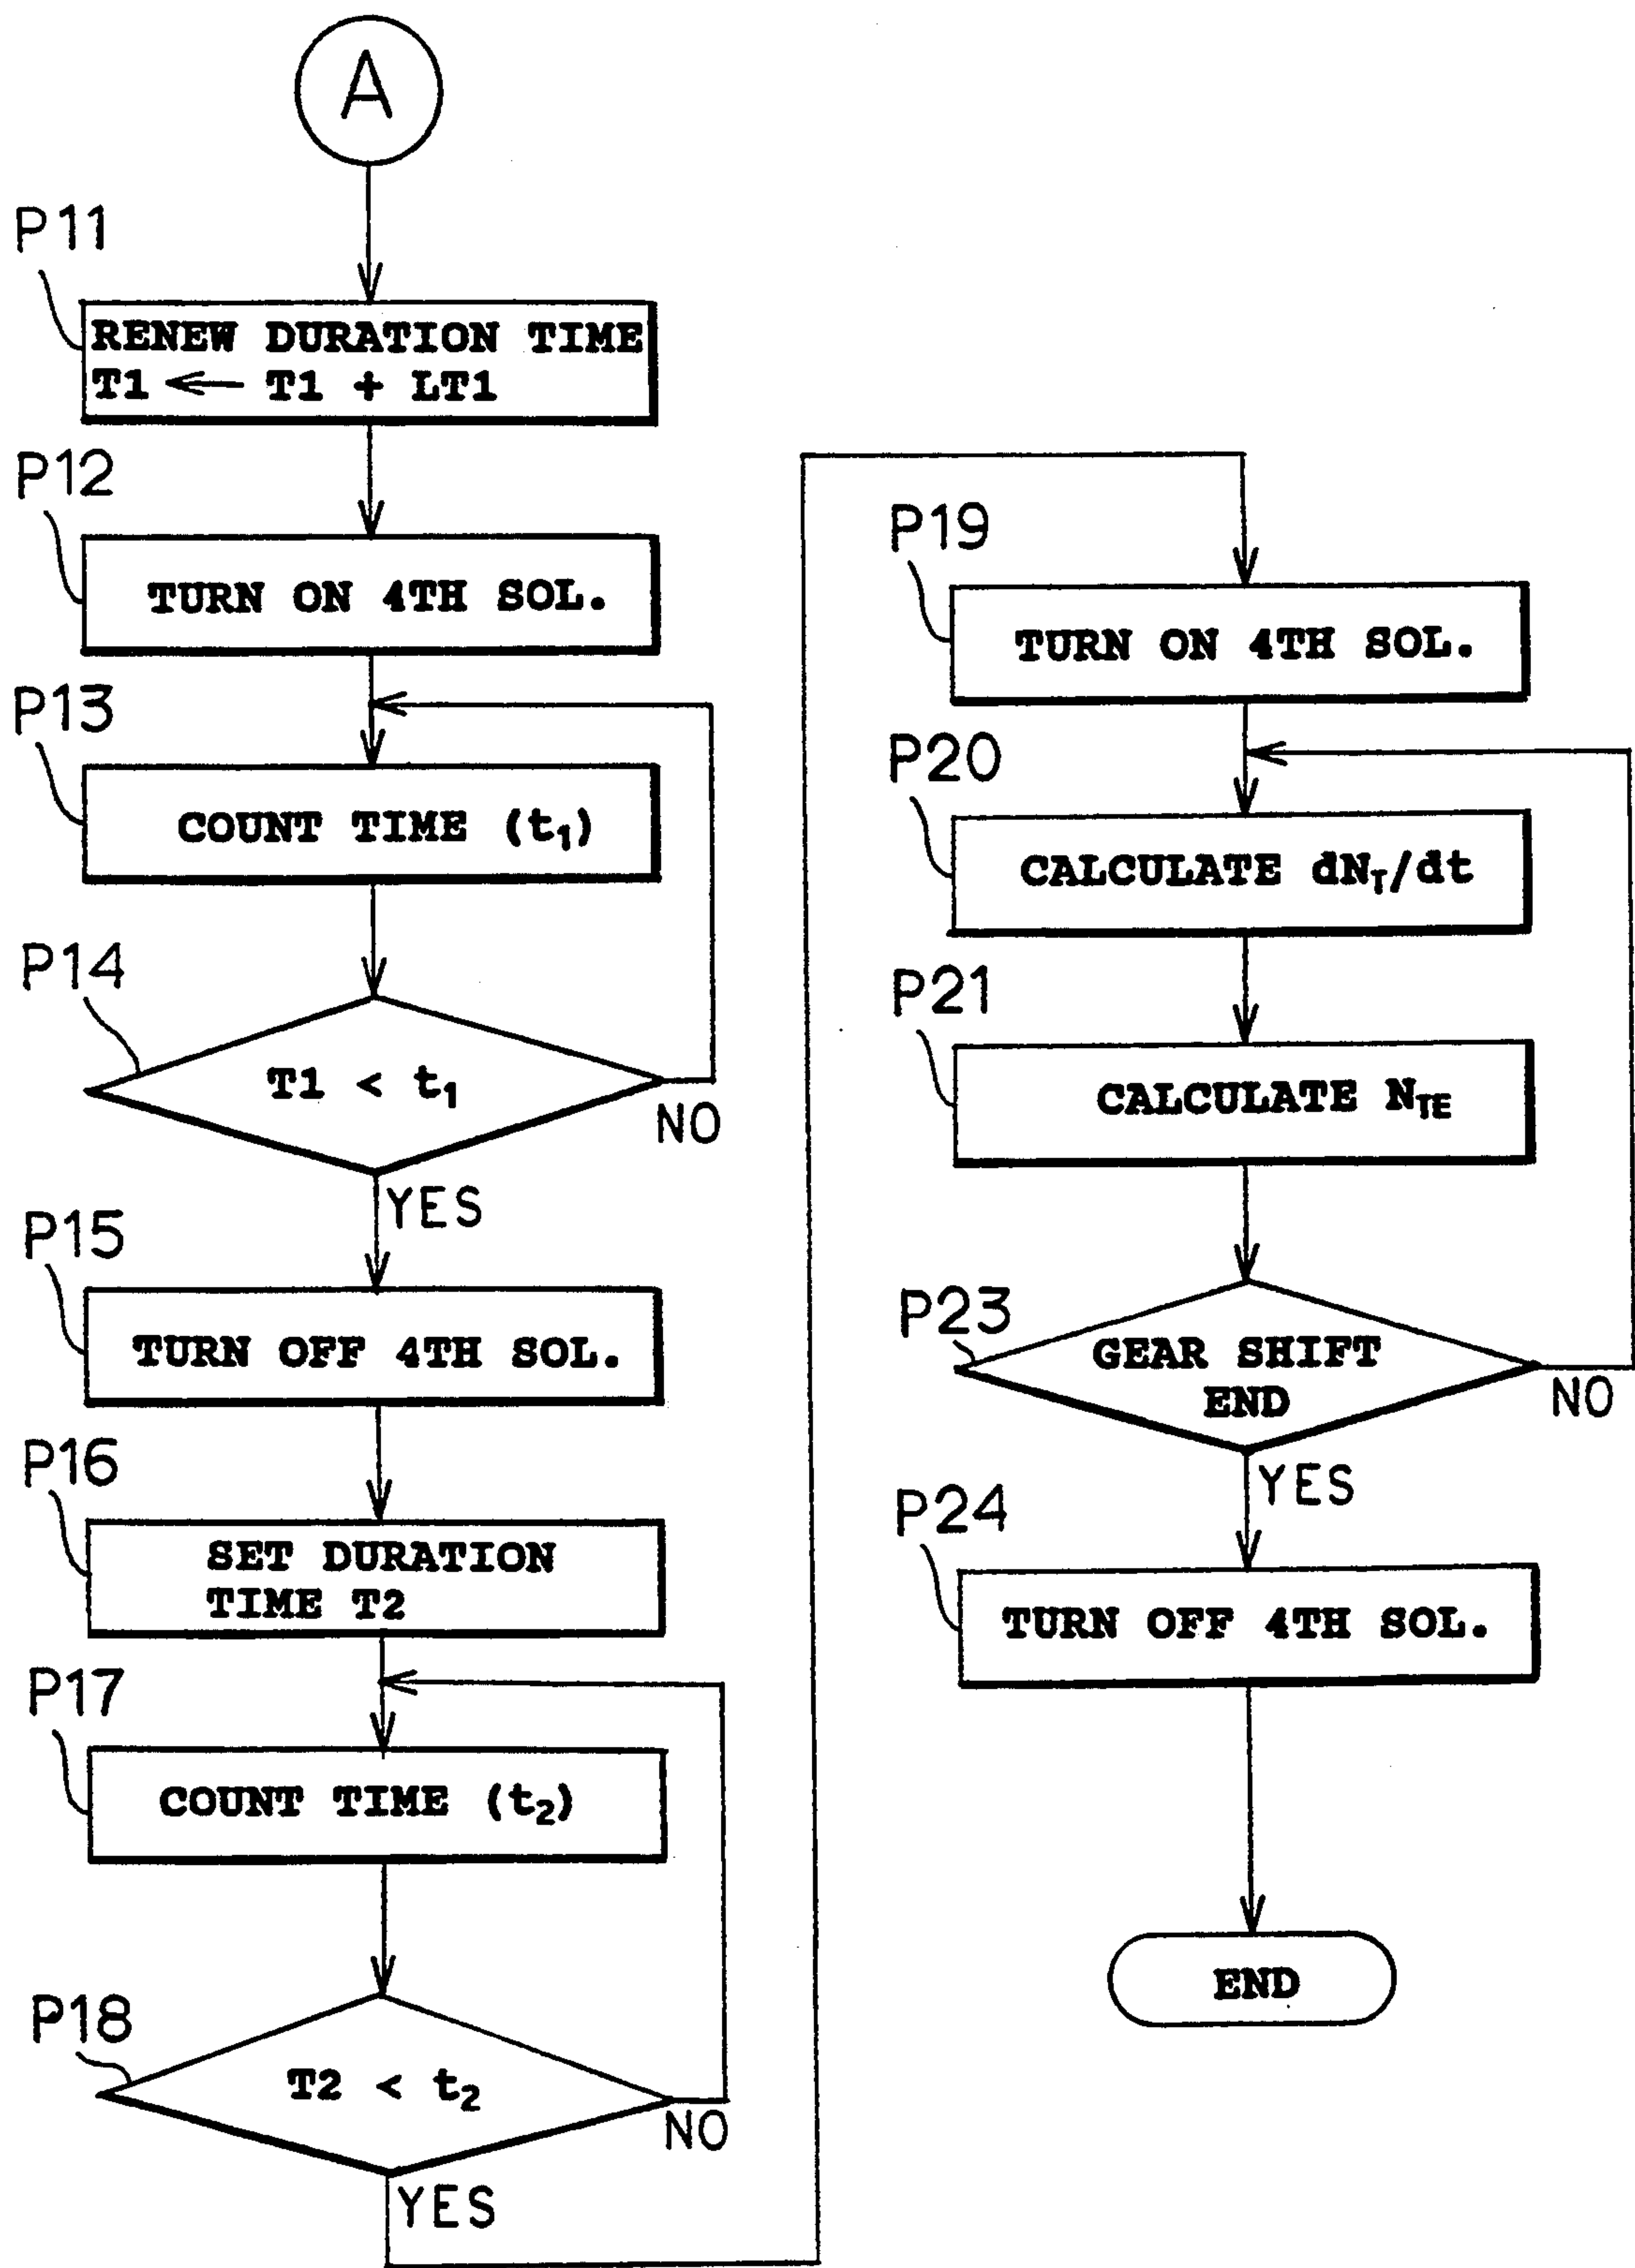 A
P11
RENEW DURATION TIME
T1 ← T1 + LT1
P12
TURN ON 4TH SOL.
P13
COUNT TIME (t₁)
P14
T1 < t₁
NO
YES
P15
TURN OFF 4TH SOL.
P16
SET DURATION
TIME T2
P17
COUNT TIME (t₂)
P18
T2 < t₂
NO
YES
P19
TURN ON 4TH SOL.
P20
CALCULATE dN_T/dt
P21
CALCULATE N_TE
P23
GEAR SHIFT
END
NO
YES
P24
TURN OFF 4TH SOL.
END